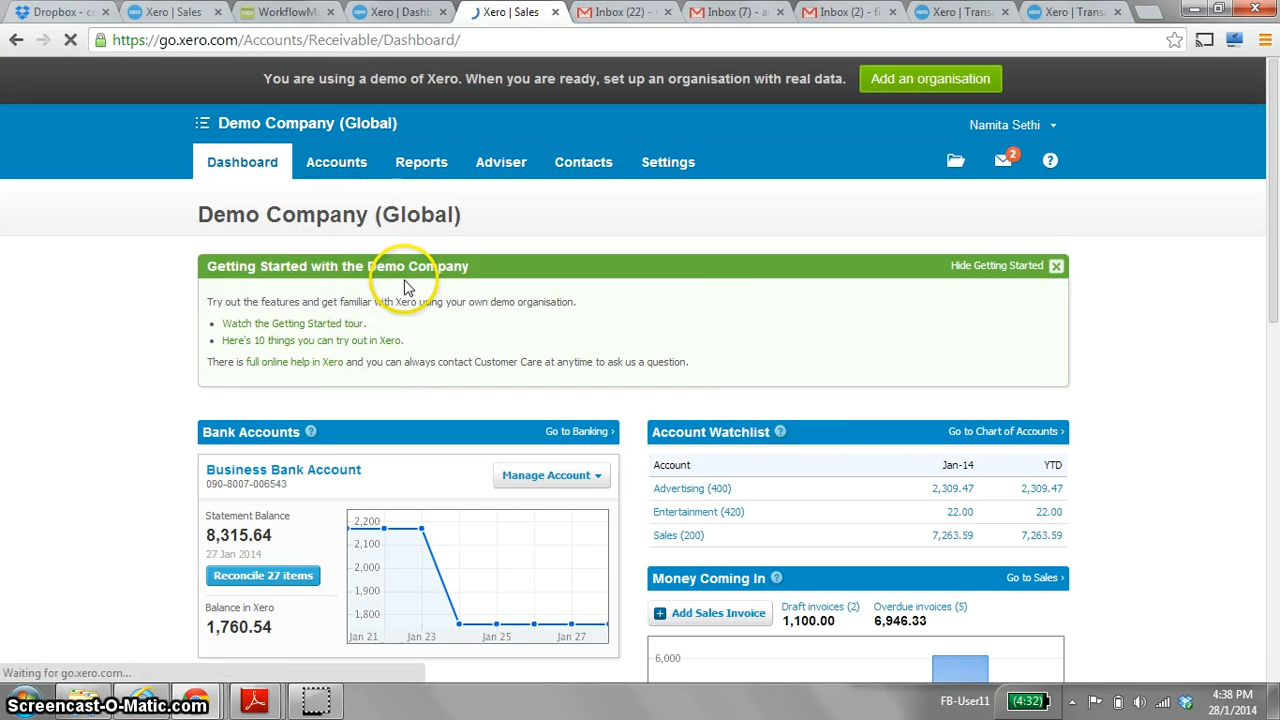 Dropbox - ce
Xero | Sales
WorkflowMa
Xero | Dashb
Xero | Sales
Inbox (22) -
Inbox (7) - a
Inbox (2) - fi
Xero | Trans
Xero | Trans
https://go.xero.com/Accounts/Receivable/Dashboard/
You are using a demo of Xero. When you are ready, set up an organisation with real data.
Add an organisation
Demo Company (Global)
Namita Sethi
Dashboard Accounts Reports Adviser Contacts Settings
2
?
Demo Company (Global)
Getting Started with the Demo Company
Hide Getting Started
Try out the features and get familiar with Xero using your own demo organisation.
• Watch the Getting Started tour.
• Here's 10 things you can try out in Xero.
There is full online help in Xero and you can always contact Customer Care at anytime to ask us a question.
Bank Accounts ?
Go to Banking ›
Business Bank Account
090-8007-006543
Manage Account
Statement Balance
8,315.64
27 Jan 2014
Reconcile 27 items
Balance in Xero
1,760.54
2,200
2,100
2,000
1,900
1,800
Jan 21 Jan 23 Jan 25 Jan 27
Account Watchlist ?
Go to Chart of Accounts ›
Account Jan-14 YTD
Advertising (400) 2,309.47 2,309.47
Entertainment (420) 22.00 22.00
Sales (200) 7,263.59 7,263.59
Money Coming In ?
Go to Sales ›
Add Sales Invoice
Draft invoices (2)
1,100.00
Overdue invoices (5)
6,946.33
6,000
Waiting for go.xero.com...
Screencast-O-Matic.com
FB-User11
(4:32)
4:38 PM
28/1/2014